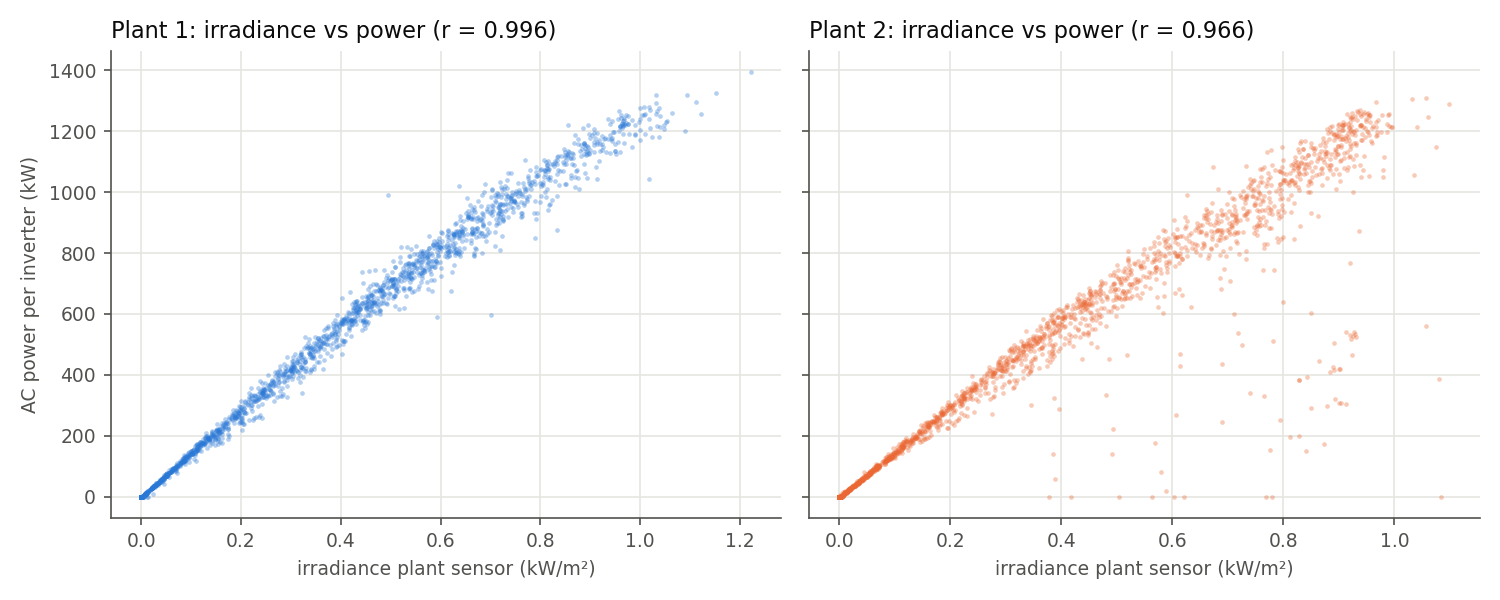 Plant 1: irradiance vs power (r = 0.996)
Plant 2: irradiance vs power (r = 0.966)
AC power per inverter (kW)
1400
1200
1000
800
600
400
200
0
0.0 0.2 0.4 0.6 0.8 1.0 1.2
0.0 0.2 0.4 0.6 0.8 1.0
irradiance plant sensor (kW/m²)
irradiance plant sensor (kW/m²)